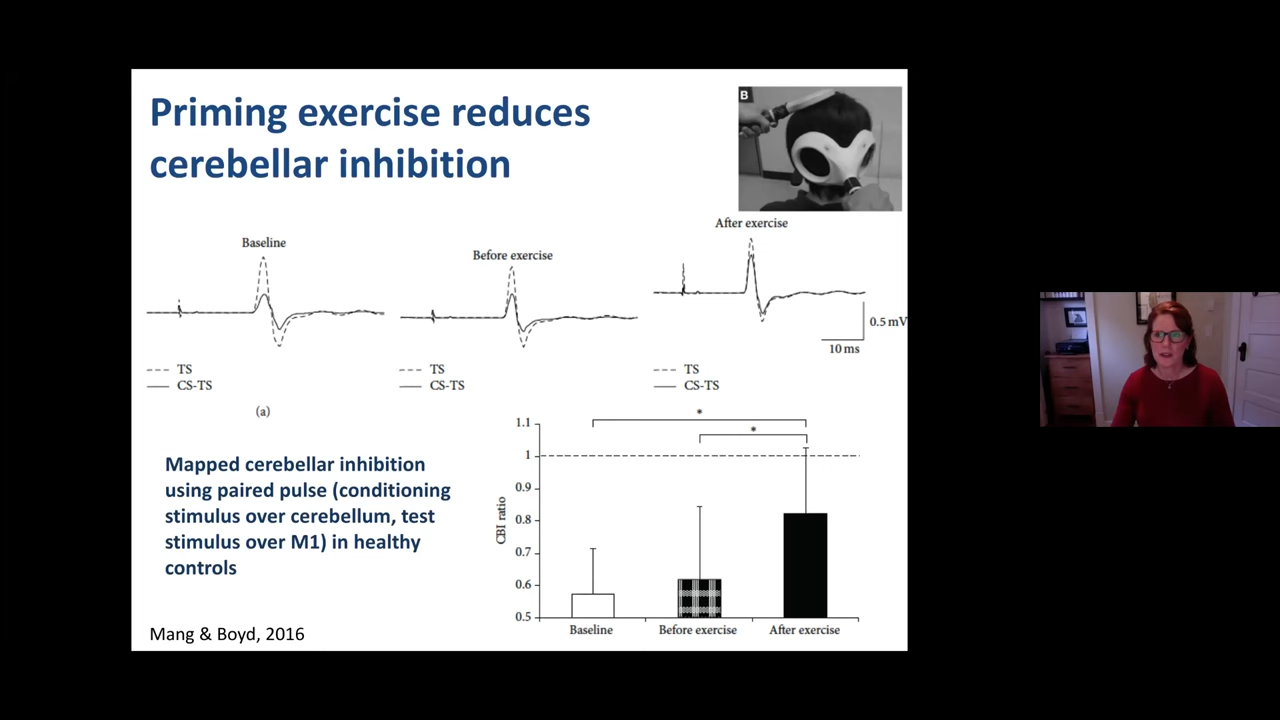 Priming exercise reduces
cerebellar inhibition
B
Baseline
Before exercise
After exercise
0.5 mV
10 ms
TS
CS-TS
TS
CS-TS
TS
CS-TS
(a)
Mapped cerebellar inhibition
using paired pulse (conditioning
stimulus over cerebellum, test
stimulus over M1) in healthy
controls
CBI ratio
1.1
1
0.9
0.8
0.7
0.6
0.5
*
*
Baseline
Before exercise
After exercise
Mang & Boyd, 2016